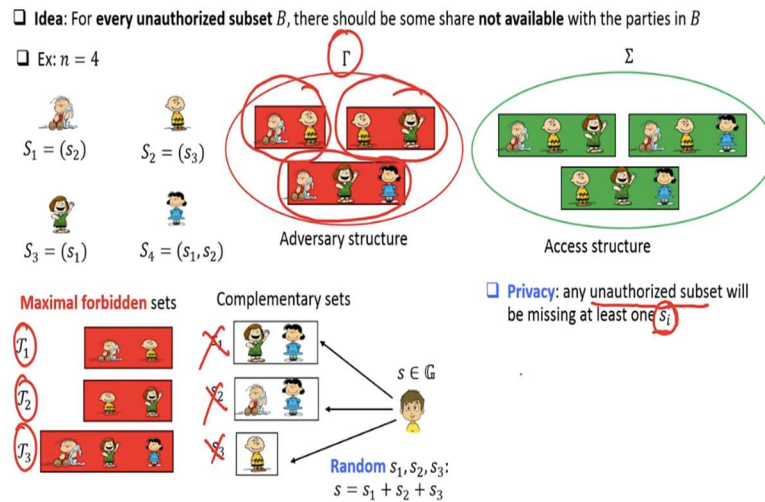 Idea: For every unauthorized subset B, there should be some share not available with the parties in B
Ex: n = 4
Γ
Σ
S₁ = (s₂)
S₂ = (s₃)
S₃ = (s₁)
S₄ = (s₁, s₂)
Adversary structure
Access structure
Privacy: any unauthorized subset will
be missing at least one sᵢ
Maximal forbidden sets
Complementary sets
𝒯₁
𝒯₂
𝒯₃
s ∈ 𝔾
Random s₁, s₂, s₃:
s = s₁ + s₂ + s₃